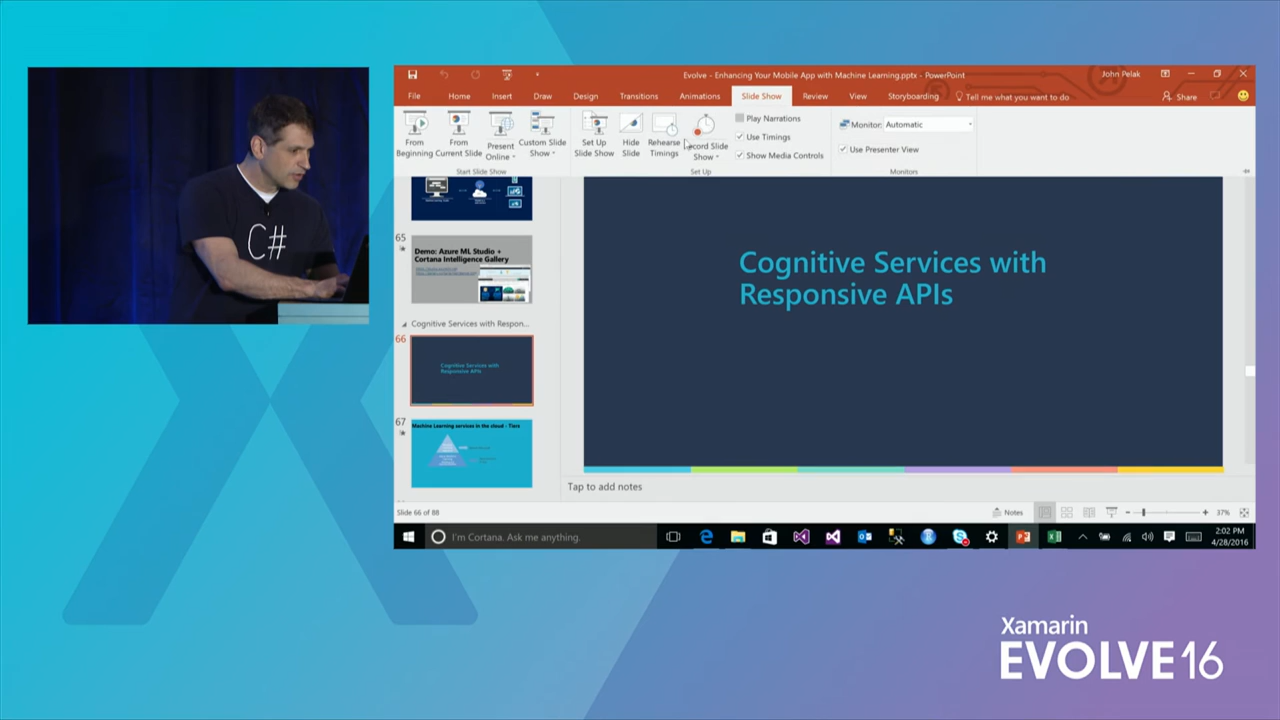 C#
Evolve - Enhancing Your Mobile App with Machine Learning.pptx - PowerPoint
John Pelak
File Home Insert Draw Design Transitions Animations Slide Show Review View Storyboarding Tell me what you want to do Share
From Beginning
From Current Slide
Present Online
Custom Slide Show
Set Up Slide Show
Hide Slide
Rehearse Timings
Record Slide Show
Play Narrations
Use Timings
Show Media Controls
Monitor: Automatic
Use Presenter View
Start Slide Show
Set Up
Monitors
65
Demo: Azure ML Studio +
Cortana Intelligence Gallery
Cognitive Services with Respon...
66
Cognitive Services with
Responsive APIs
67
Machine Learning services in the cloud - Tiers
Cognitive Services with
Responsive APIs
Tap to add notes
Slide 66 of 88
Notes
37%
I'm Cortana. Ask me anything.
2:02 PM
4/28/2016
Xamarin
EVOLVE16